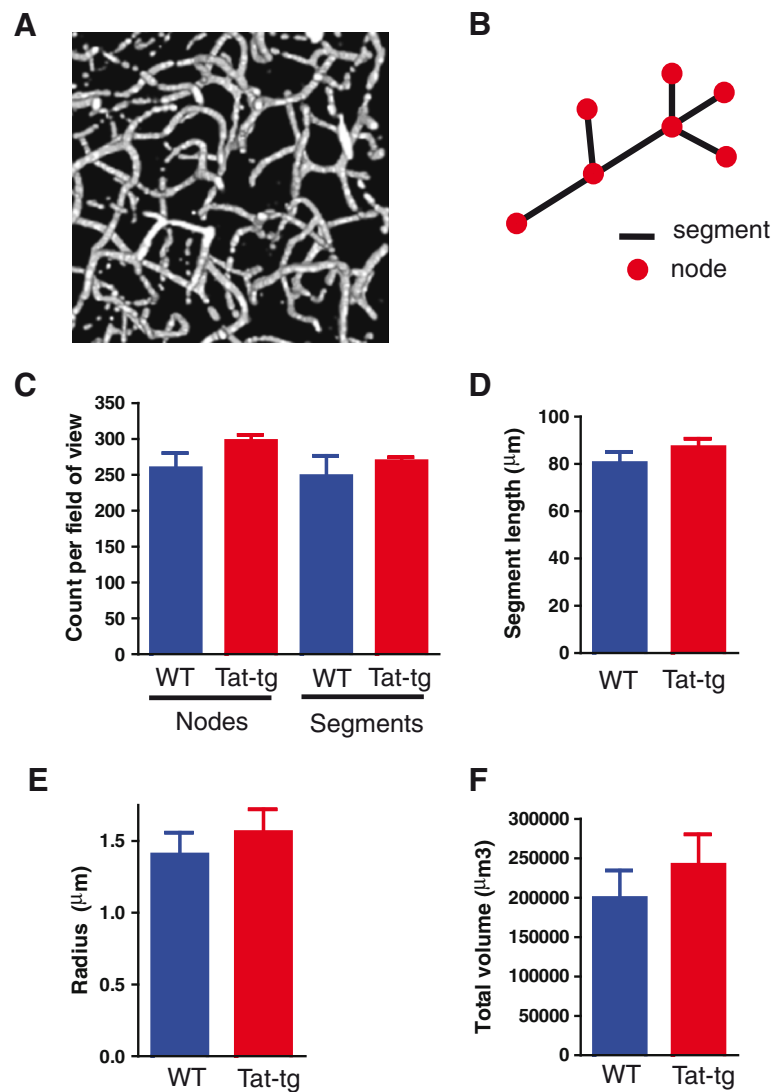 A
B
segment
node
C
Count per field of view
350
300
250
200
150
100
50
0
WT
Tat-tg
WT
Tat-tg
Nodes
Segments
D
Segment length (μm)
100
80
60
40
20
0
WT
Tat-tg
E
Radius (μm)
1.5
1.0
1.5
0.0
WT
Tat-tg
F
Total volume (μm3)
300000
250000
200000
150000
100000
50000
0
WT
Tat-tg